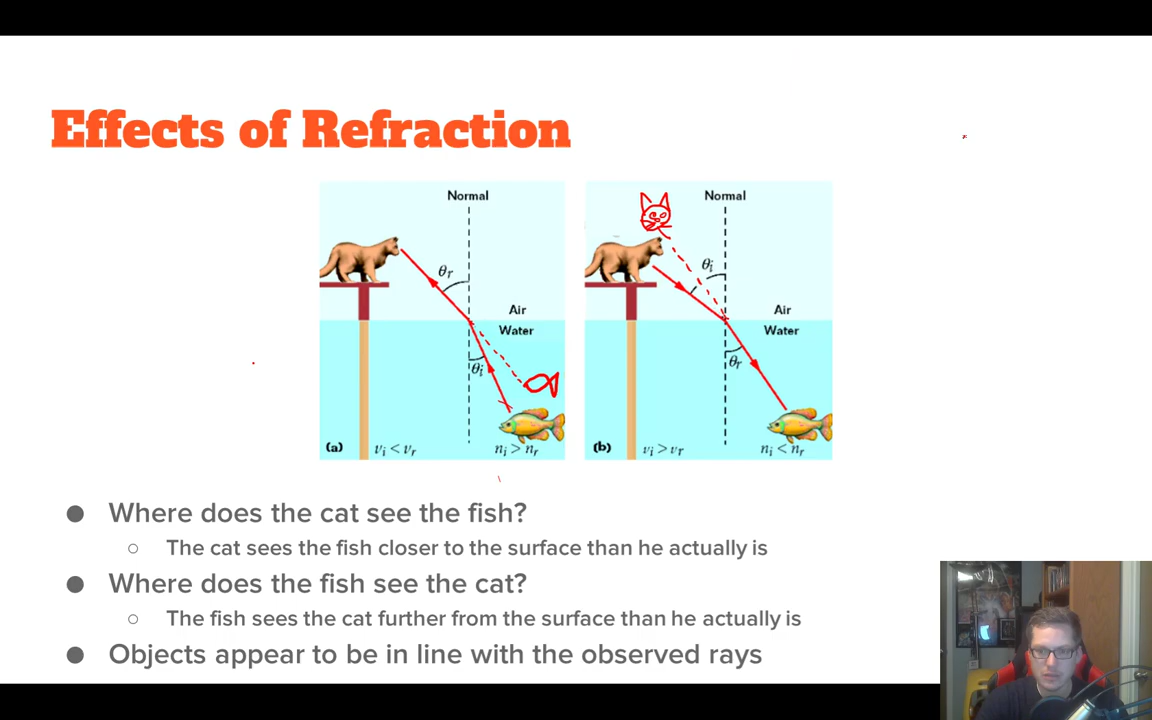 Effects of Refraction
Normal
θr
Air
Water
θi
(a)
vi < vr
ni > nr
Normal
θi
Air
Water
θr
(b)
vi > vr
ni < nr
● Where does the cat see the fish?
○ The cat sees the fish closer to the surface than he actually is
● Where does the fish see the cat?
○ The fish sees the cat further from the surface than he actually is
● Objects appear to be in line with the observed rays